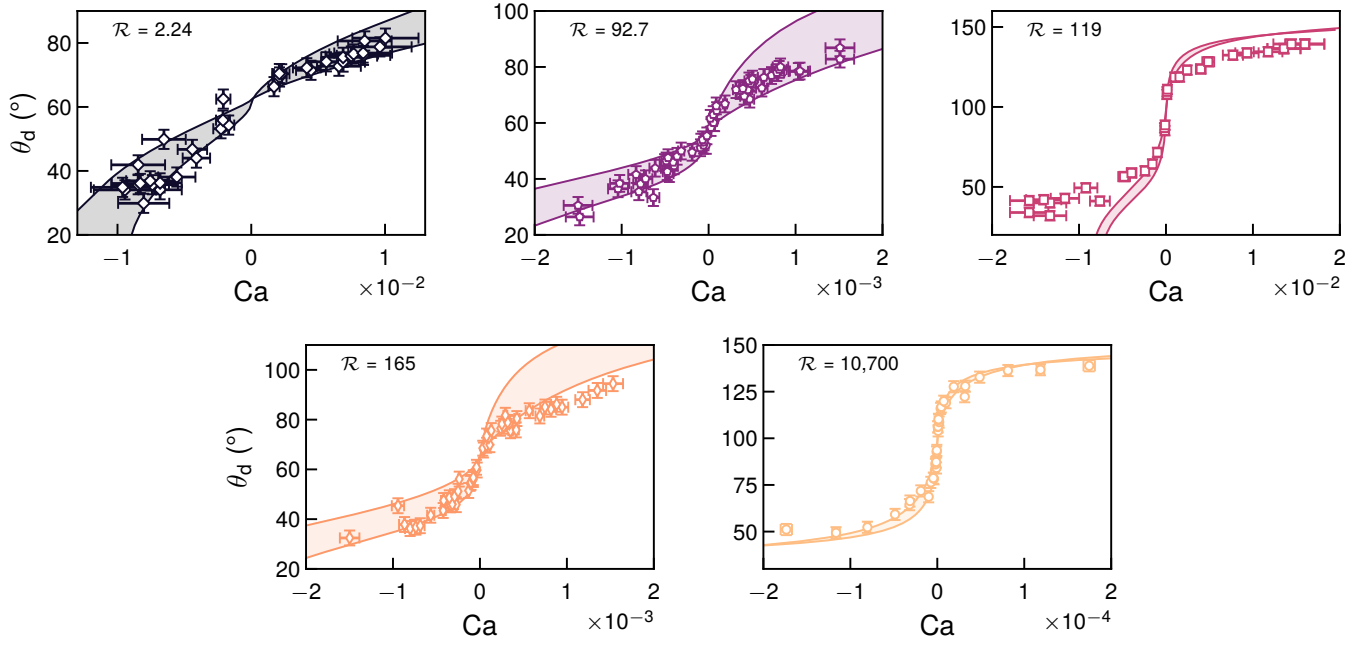 ℛ = 2.24
80
60
40
20
θd (°)
−1 0 1
Ca ×10−2
ℛ = 92.7
100
80
60
40
20
−2 −1 0 1 2
Ca ×10−3
ℛ = 119
150
100
50
−2 −1 0 1 2
Ca ×10−2
ℛ = 165
100
80
60
40
20
θd (°)
−2 −1 0 1 2
Ca ×10−3
ℛ = 10,700
150
125
100
75
50
−2 −1 0 1 2
Ca ×10−4